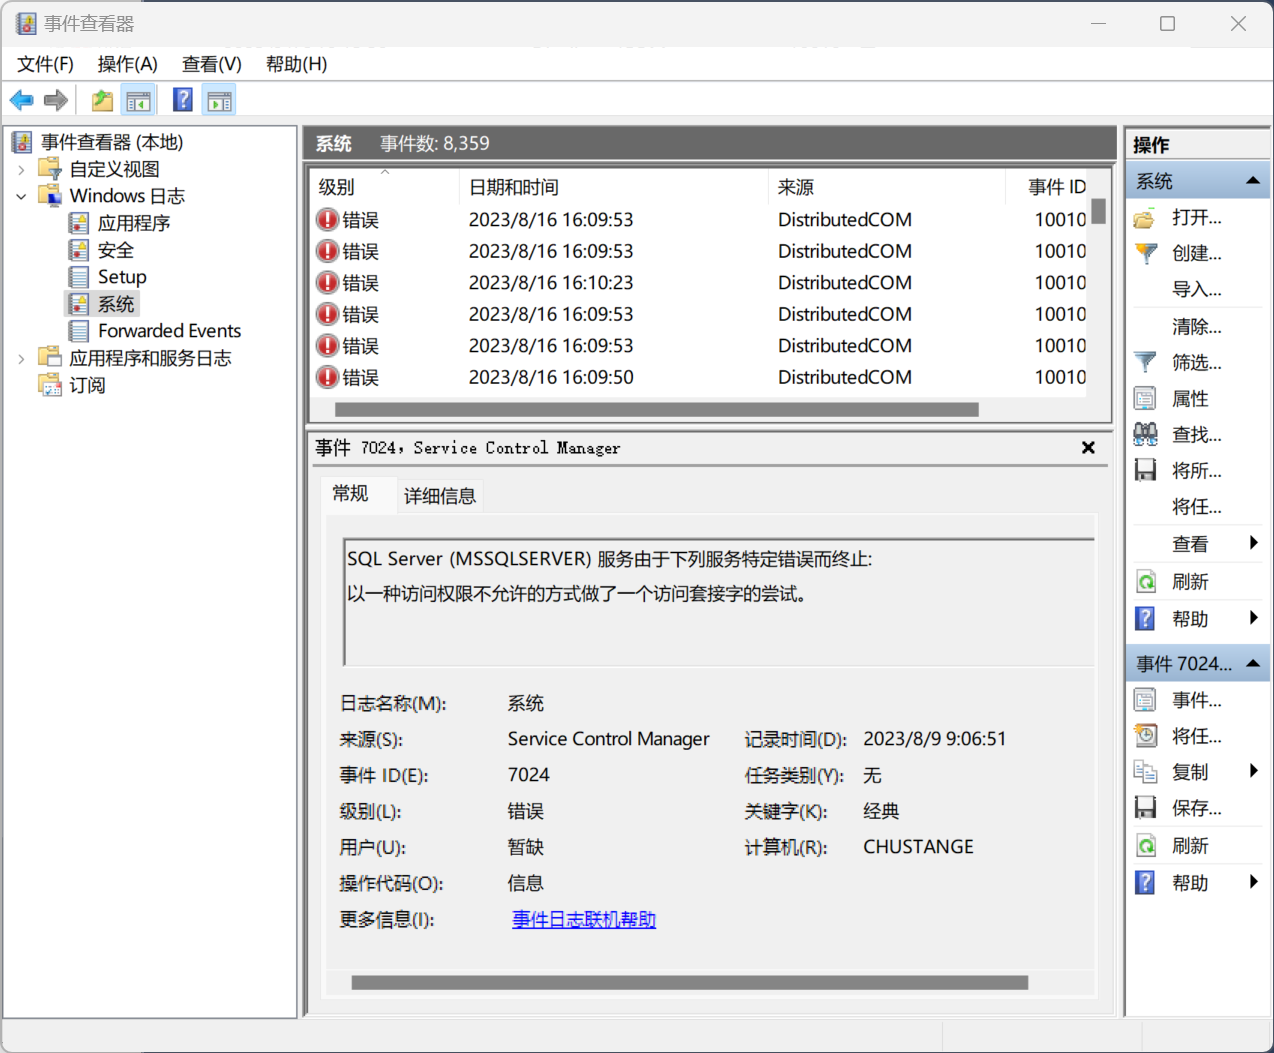 事件查看器
文件(F) 操作(A) 查看(V) 帮助(H)
事件查看器 (本地)
自定义视图
Windows 日志
应用程序
安全
Setup
系统
Forwarded Events
应用程序和服务日志
订阅
系统 事件数: 8,359
级别 日期和时间 来源 事件 ID
错误 2023/8/16 16:09:53 DistributedCOM 10010
错误 2023/8/16 16:09:53 DistributedCOM 10010
错误 2023/8/16 16:10:23 DistributedCOM 10010
错误 2023/8/16 16:09:53 DistributedCOM 10010
错误 2023/8/16 16:09:53 DistributedCOM 10010
错误 2023/8/16 16:09:50 DistributedCOM 10010
事件 7024，Service Control Manager
常规 详细信息
SQL Server (MSSQLSERVER) 服务由于下列服务特定错误而终止:
以一种访问权限不允许的方式做了一个访问套接字的尝试。
日志名称(M): 系统
来源(S): Service Control Manager 记录时间(D): 2023/8/9 9:06:51
事件 ID(E): 7024 任务类别(Y): 无
级别(L): 错误 关键字(K): 经典
用户(U): 暂缺 计算机(R): CHUSTANGE
操作代码(O): 信息
更多信息(I): 事件日志联机帮助
操作
系统
打开...
创建...
导入...
清除...
筛选...
属性
查找...
将所...
将任...
查看
刷新
帮助
事件 7024...
事件...
将任...
复制
保存...
刷新
帮助